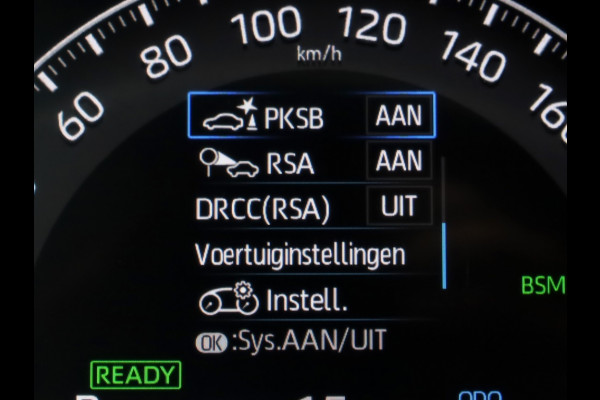 60 80 100 120 140 160
km/h
PKSB AAN
RSA AAN
DRCC(RSA) UIT
Voertuiginstellingen
BSM
Instell.
OK:Sys.AAN/UIT
READY